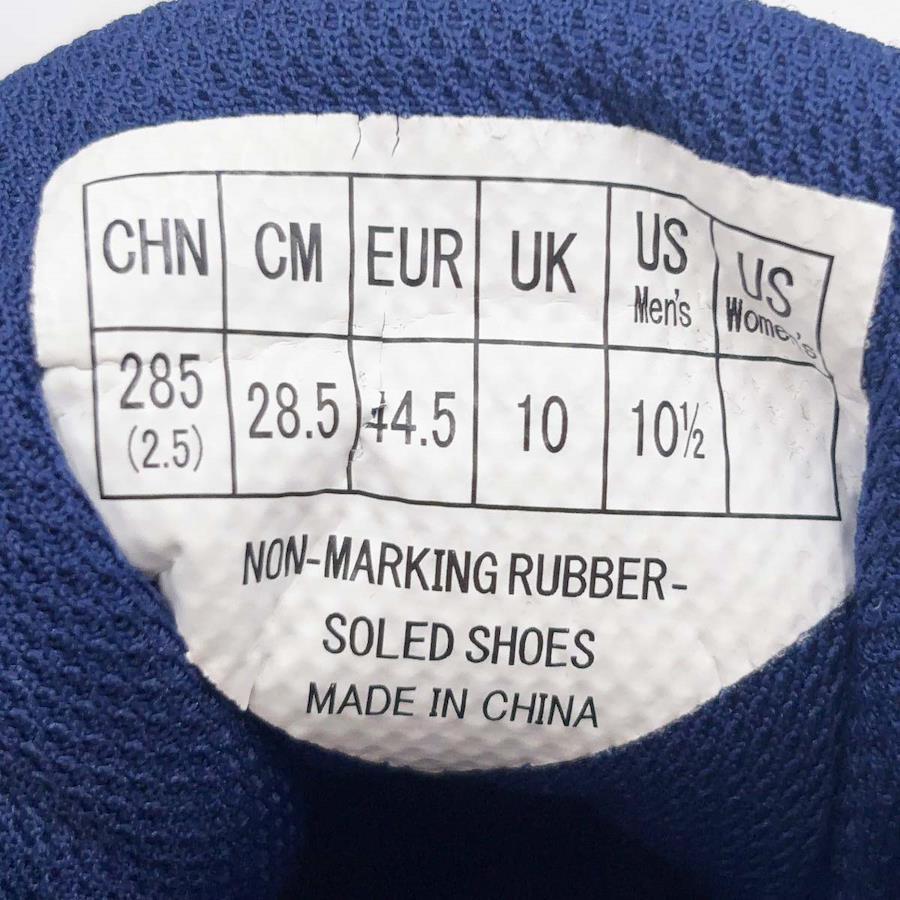 CHN CM EUR UK US Men's US Women's
285 (2.5) 28.5 44.5 10 10½
NON-MARKING RUBBER-
SOLED SHOES
MADE IN CHINA